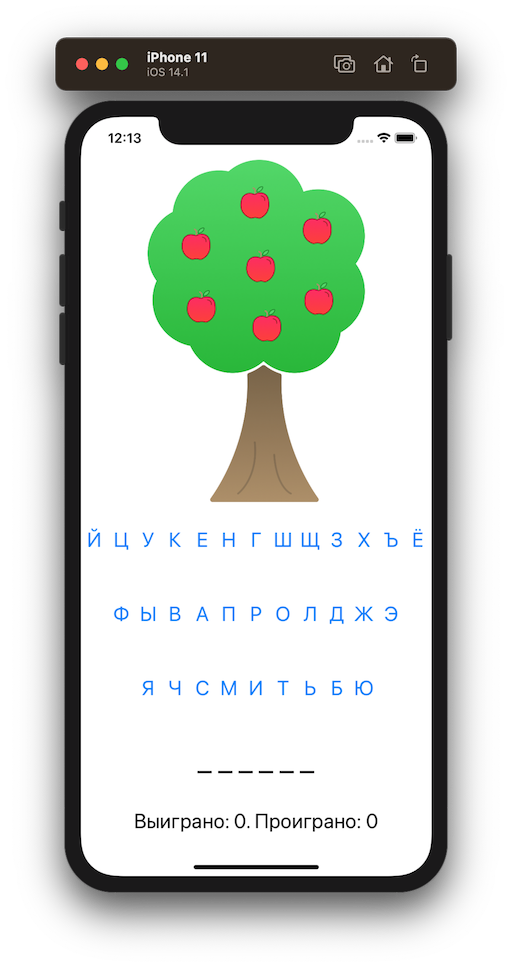 iPhone 11
iOS 14.1
12:13
Й Ц У К Е Н Г Ш Щ З Х Ъ Ё
Ф Ы В А П Р О Л Д Ж Э
Я Ч С М И Т Ь Б Ю
_ _ _ _ _ _
Выиграно: 0. Проиграно: 0